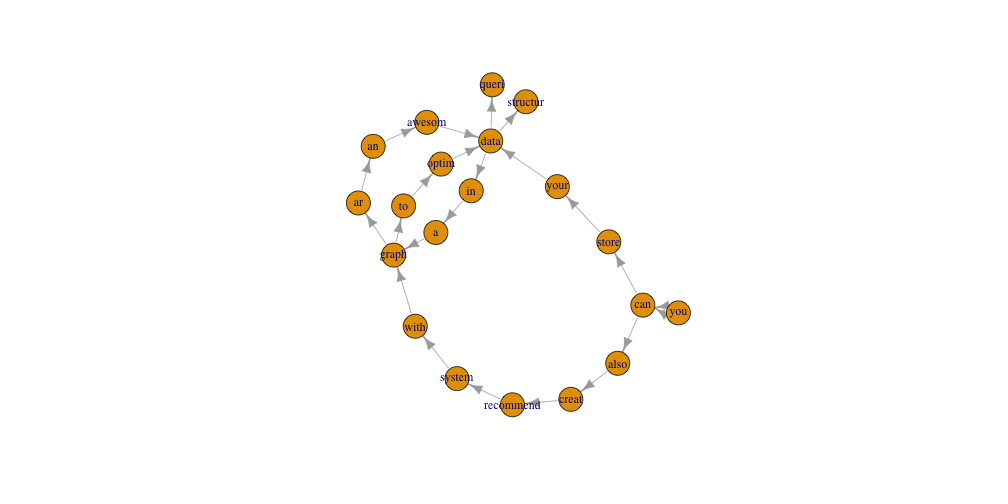 queri
structur
awesom
data
an
optim
in
your
ar
to
a
store
graph
can
you
with
also
system
creat
recommend